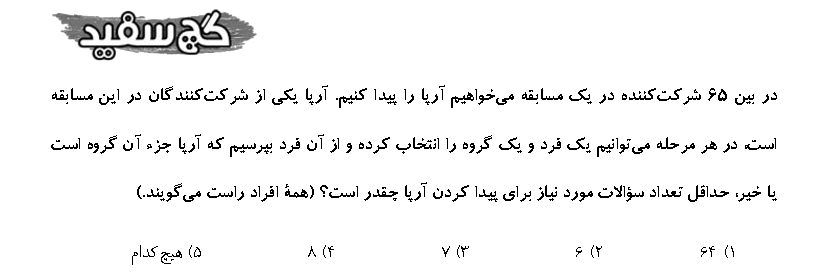 گچ سفید
در بین ۶۵ شرکت‌کننده در یک مسابقه می‌خواهیم آرپا را پیدا کنیم. آرپا یکی از شرکت‌کنندگان در این مسابقه
است. در هر مرحله می‌توانیم یک فرد و یک گروه را انتخاب کرده و از آن فرد بپرسیم که آرپا جزء آن گروه است
یا خیر، حداقل تعداد سؤالات مورد نیاز برای پیدا کردن آرپا چقدر است؟ (همهٔ افراد راست می‌گویند.)
۱) ۶۴ ۲) ۶ ۳) ۷ ۴) ۸ ۵) هیچ کدام